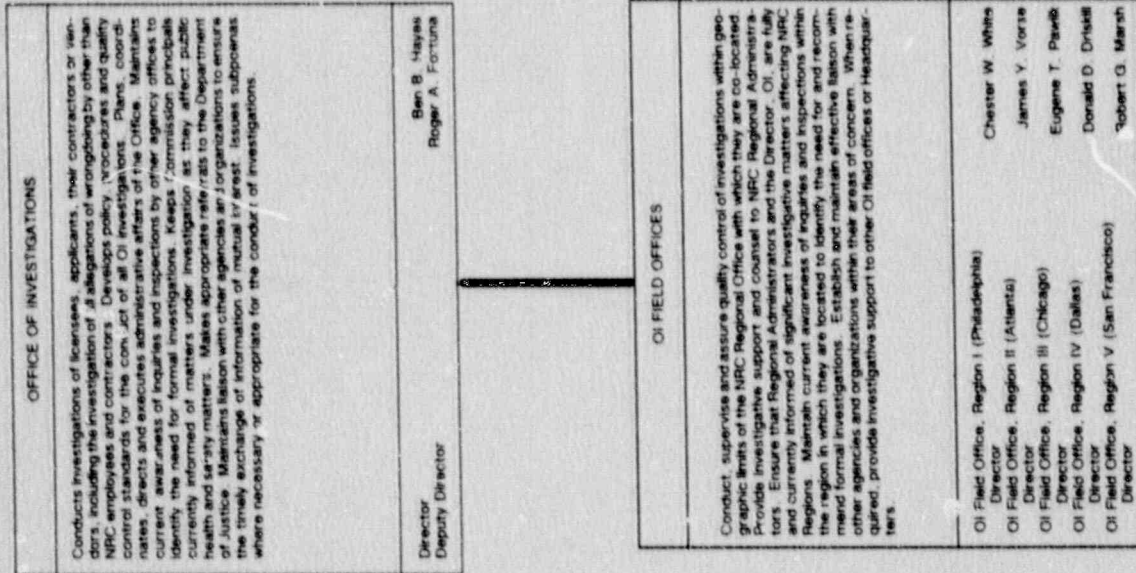 OFFICE OF INVESTIGATIONS
Conducts investigations of licensees, applicants, their contractors or ven-
dors, including the investigation of all allegations of wrongdoing by other than
NRC employees and contractors. Develops policy, procedures and quality
control standards for the conduct of all OI investigations. Plans, coordi-
nates, directs and executes administrative affairs of the Office. Maintains
current awareness of inquiries and inspections by other agency offices to
identify the need for formal investigations. Keeps Commission principals
currently informed of matters under investigation as they affect public
health and safety matters. Makes appropriate referrals to the Department
of Justice. Maintains liaison with other agencies and organizations to ensure
the timely exchange of information of mutual interest. Issues subpoenas
where necessary or appropriate for the conduct of investigations.
Director Ben B. Hayes
Deputy Director Roger A. Fortuna
OI FIELD OFFICES
Conduct, supervise and assure quality control of investigations within geo-
graphic limits of the NRC Regional Office with which they are co-located.
Provide investigative support and counsel to NRC Regional Administra-
tors. Ensure that Regional Administrators and the Director, OI, are fully
and currently informed of significant investigative matters affecting NRC
Regions. Maintain current awareness of inquiries and inspections within
the region in which they are located to identify the need for and recom-
mend formal investigations. Establish and maintain effective liaison with
other agencies and organizations within their areas of concern. When re-
quired, provide investigative support to other OI field offices or Headquar-
ters.
OI Field Office, Region I (Philadelphia)
Director Chester W. White
OI Field Office, Region II (Atlanta)
Director James Y. Vorse
OI Field Office, Region III (Chicago)
Director Eugene T. Pawlik
OI Field Office, Region IV (Dallas)
Director Donald D. Driskill
OI Field Office, Region V (San Francisco)
Director Robert G. Marsh